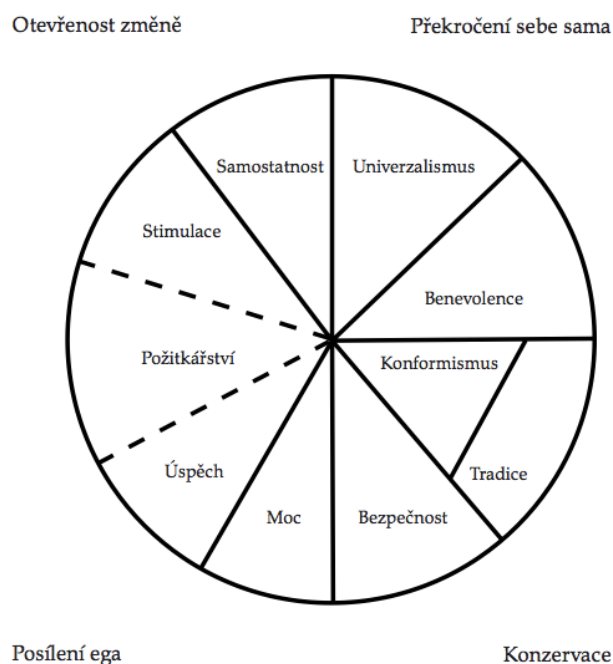 Otevřenost změně
Překročení sebe sama
Samostatnost
Univerzalismus
Stimulace
Benevolence
Požitkářství
Konformismus
Úspěch
Tradice
Moc
Bezpečnost
Posílení ega
Konzervace